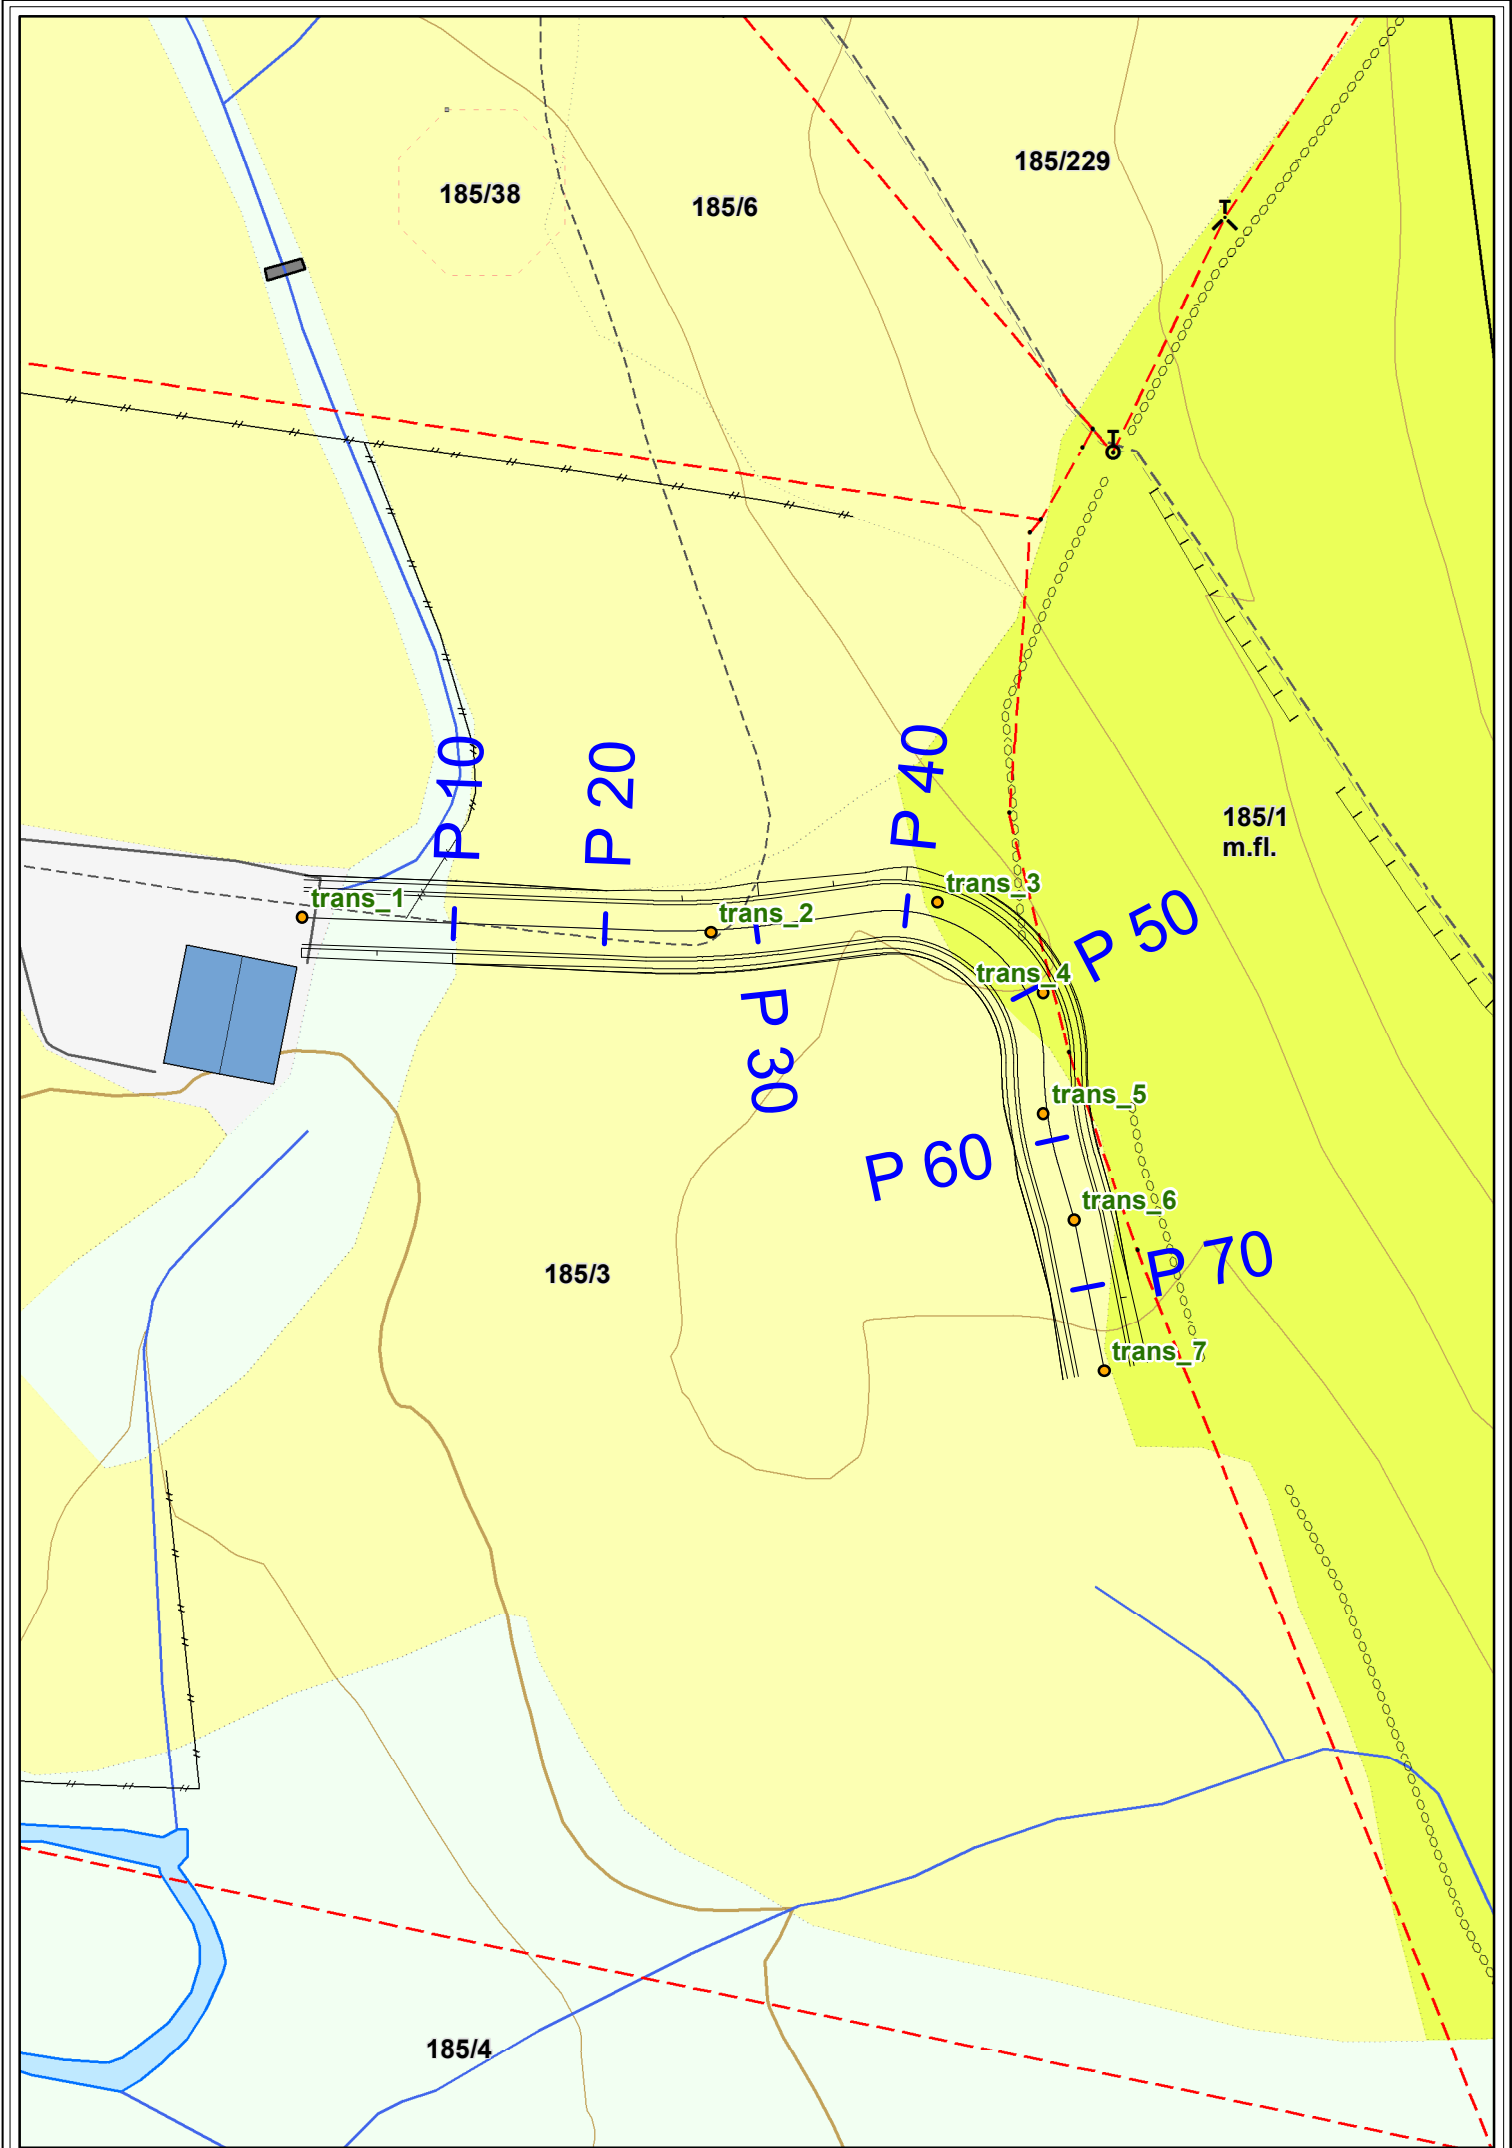 185/229
185/38
185/6
T
T
P 10
P 20
P 40
185/1
m.fl.
trans_1
trans_2
trans_3
P 50
trans_4
P 30
trans_5
P 60
trans_6
P 70
185/3
trans_7
185/4